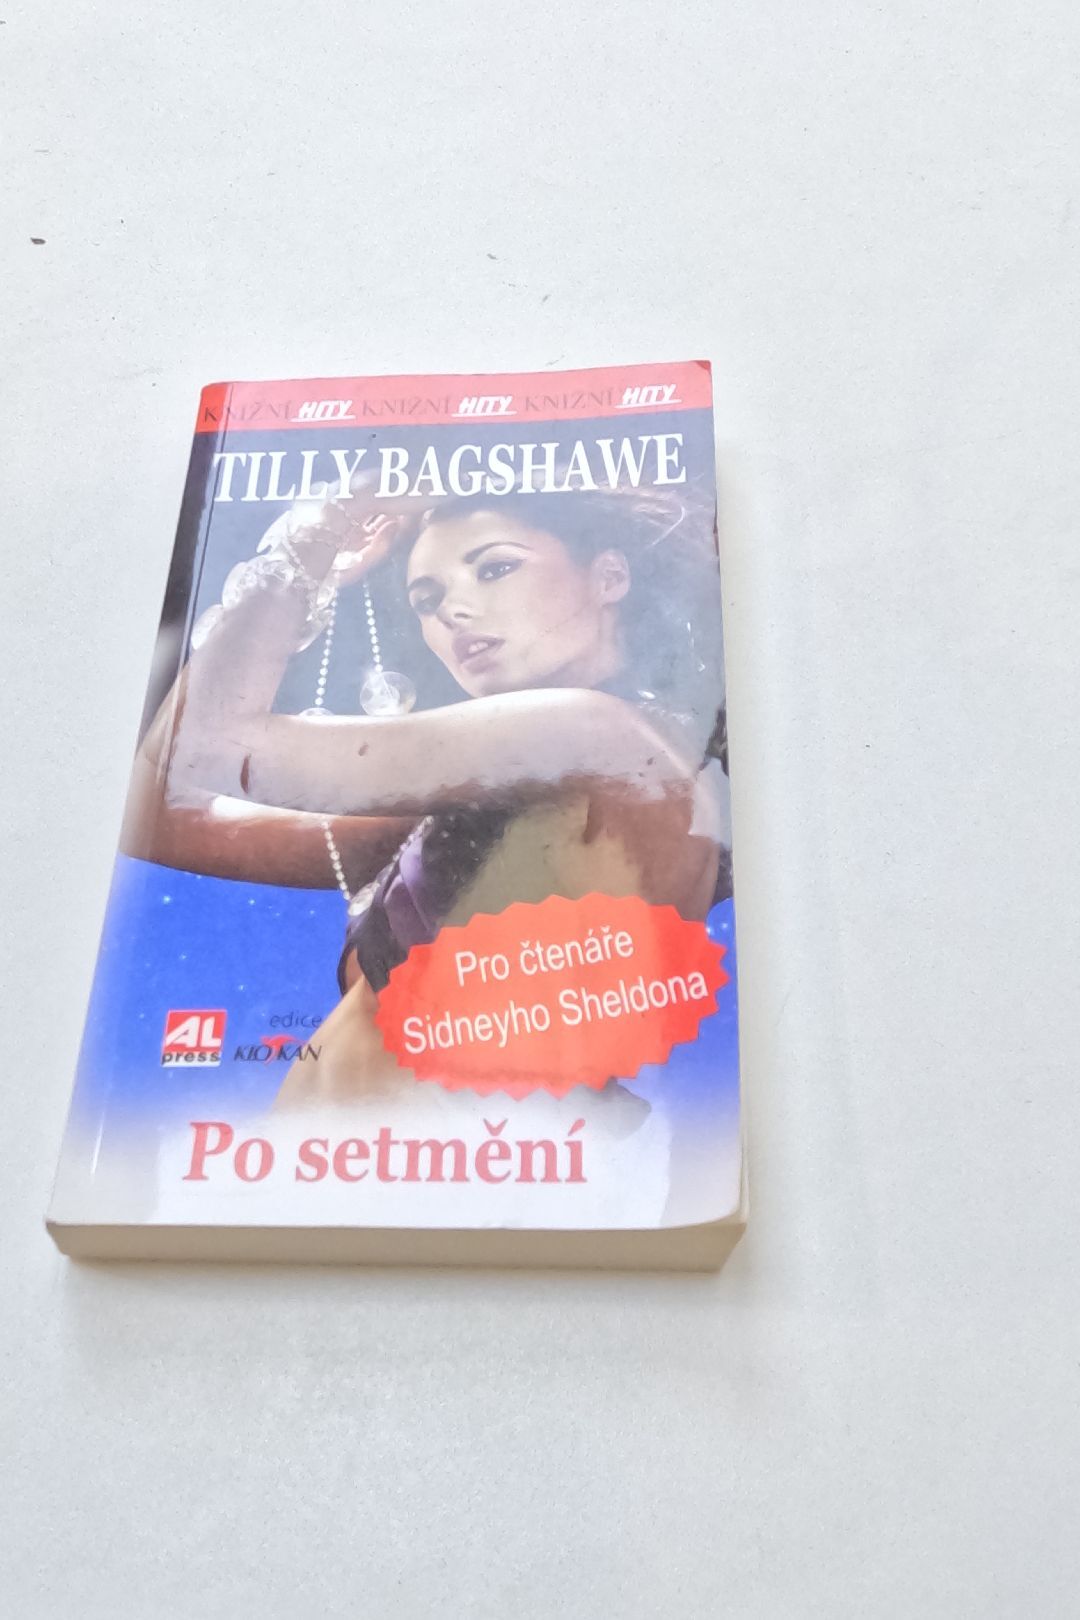 KNIŽNÍ HITY KNIŽNÍ HITY KNIŽNÍ HITY
TILLY BAGSHAWE
Pro čtenáře
Sidneyho Sheldona
AL
press
edice
KLOKAN
Po setmění